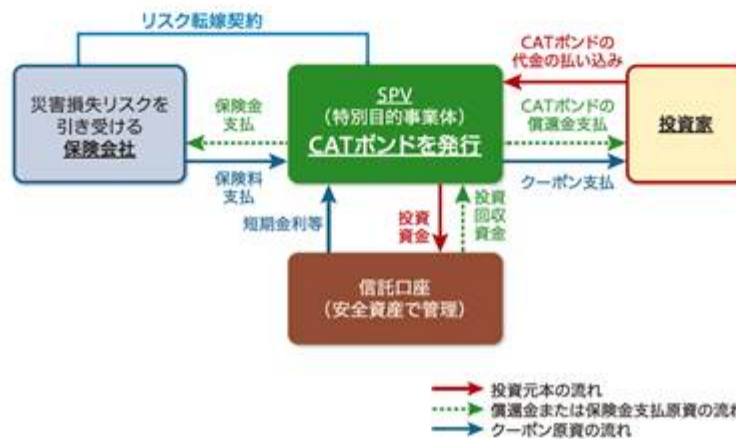 リスク転嫁契約
災害損失リスクを
引き受ける
保険会社
保険金
支払
保険料
支払
SPV
(特別目的事業体)
CATボンドを発行
CATボンドの
代金の払い込み
CATボンドの
償還金支払
クーポン支払
投資家
短期金利等
投資
資金
投資
回収
資金
信託口座
(安全資産で管理)
投資元本の流れ
償還金または保険金支払原資の流れ
クーポン原資の流れ